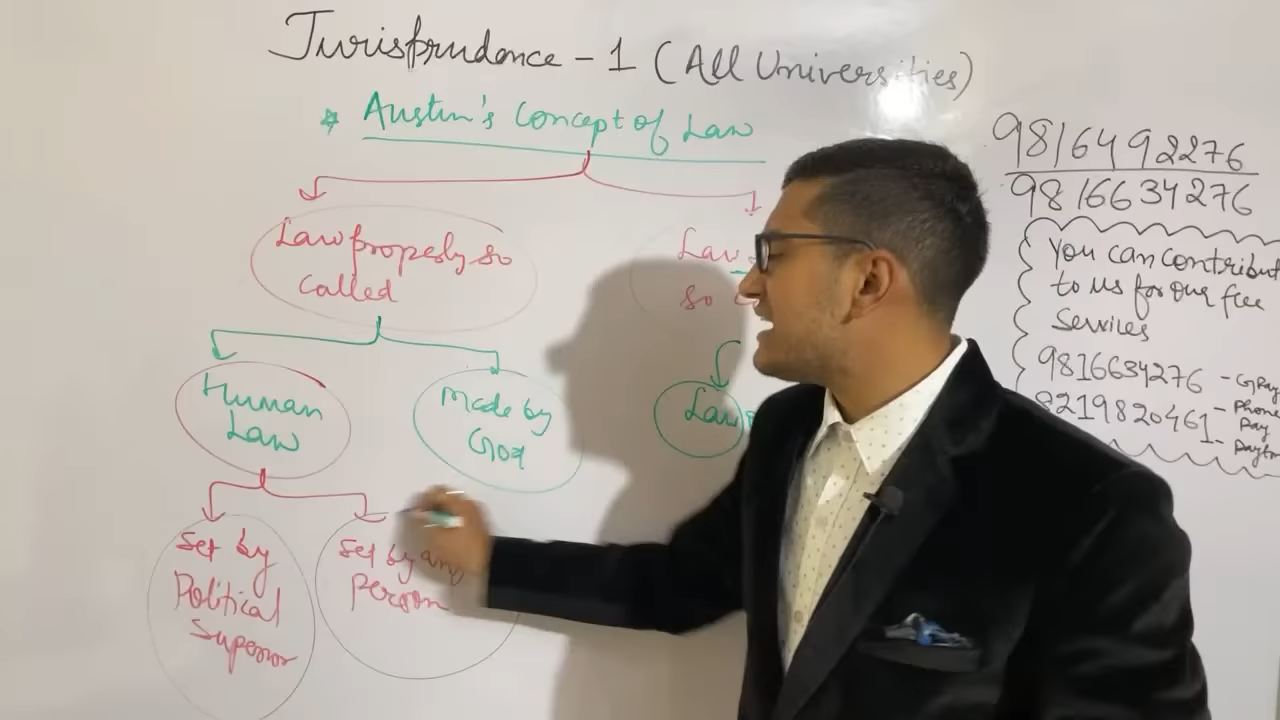 Jurisprudence - 1 (All Universities)
* Austin's Concept of Law
Law properly so
called
Law
so
Human
Law
Made by
God
Law
Set by
Political
Superior
Set by any
person
9816492276
9816634276
You can contribut
to us for our free
Services
9816634276 - GPay
8219820461 - Phone
Pay
- Paytm